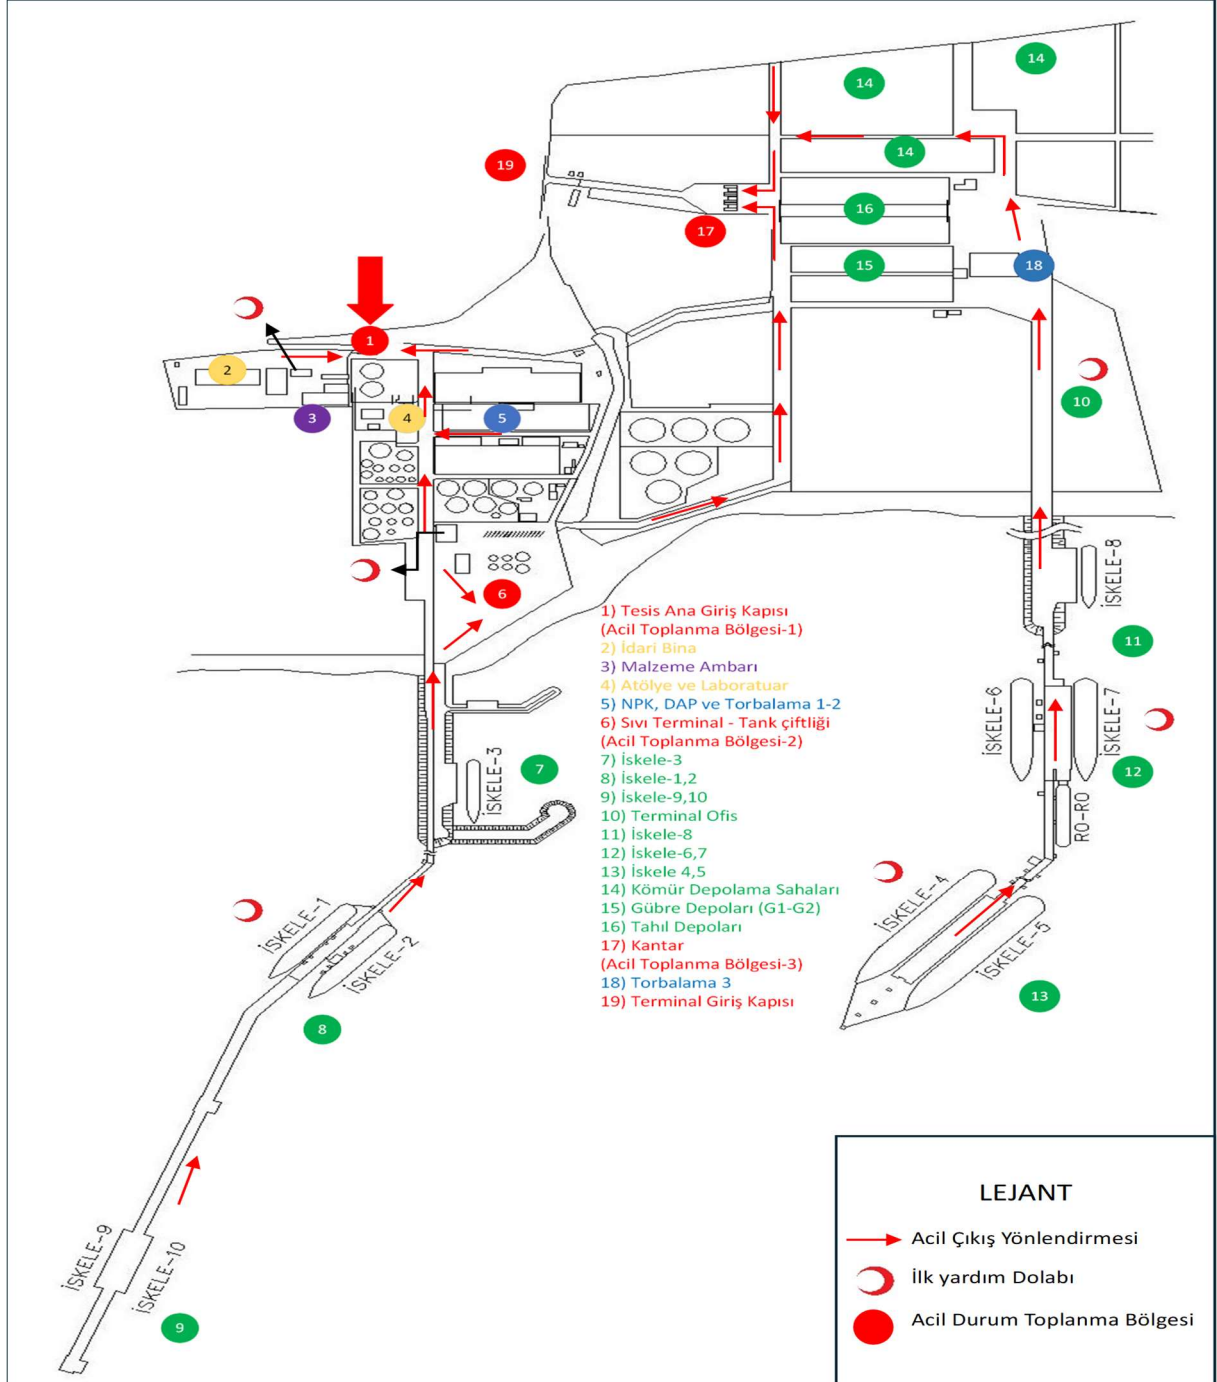 14
14
14
19
16
17
15
18
1
2
10
3
4
5
İSKELE-8
6
1) Tesis Ana Giriş Kapısı
(Acil Toplanma Bölgesi-1)
2) İdari Bina
3) Malzeme Ambarı
4) Atölye ve Laboratuar
5) NPK, DAP ve Torbalama 1-2
6) Sıvı Terminal - Tank çiftliği
(Acil Toplanma Bölgesi-2)
7) İskele-3
8) İskele-1,2
9) İskele-9,10
10) Terminal Ofis
11) İskele-8
12) İskele-6,7
13) İskele 4,5
14) Kömür Depolama Sahaları
15) Gübre Depoları (G1-G2)
16) Tahıl Depoları
17) Kantar
(Acil Toplanma Bölgesi-3)
18) Torbalama 3
19) Terminal Giriş Kapısı
11
İSKELE-6
İSKELE-7
12
İSKELE-3
7
RO-RO
İSKELE-4
İSKELE-5
13
İSKELE-1
İSKELE-2
8
İSKELE-9
İSKELE-10
9
LEJANT
Acil Çıkış Yönlendirmesi
İlk yardım Dolabı
Acil Durum Toplanma Bölgesi